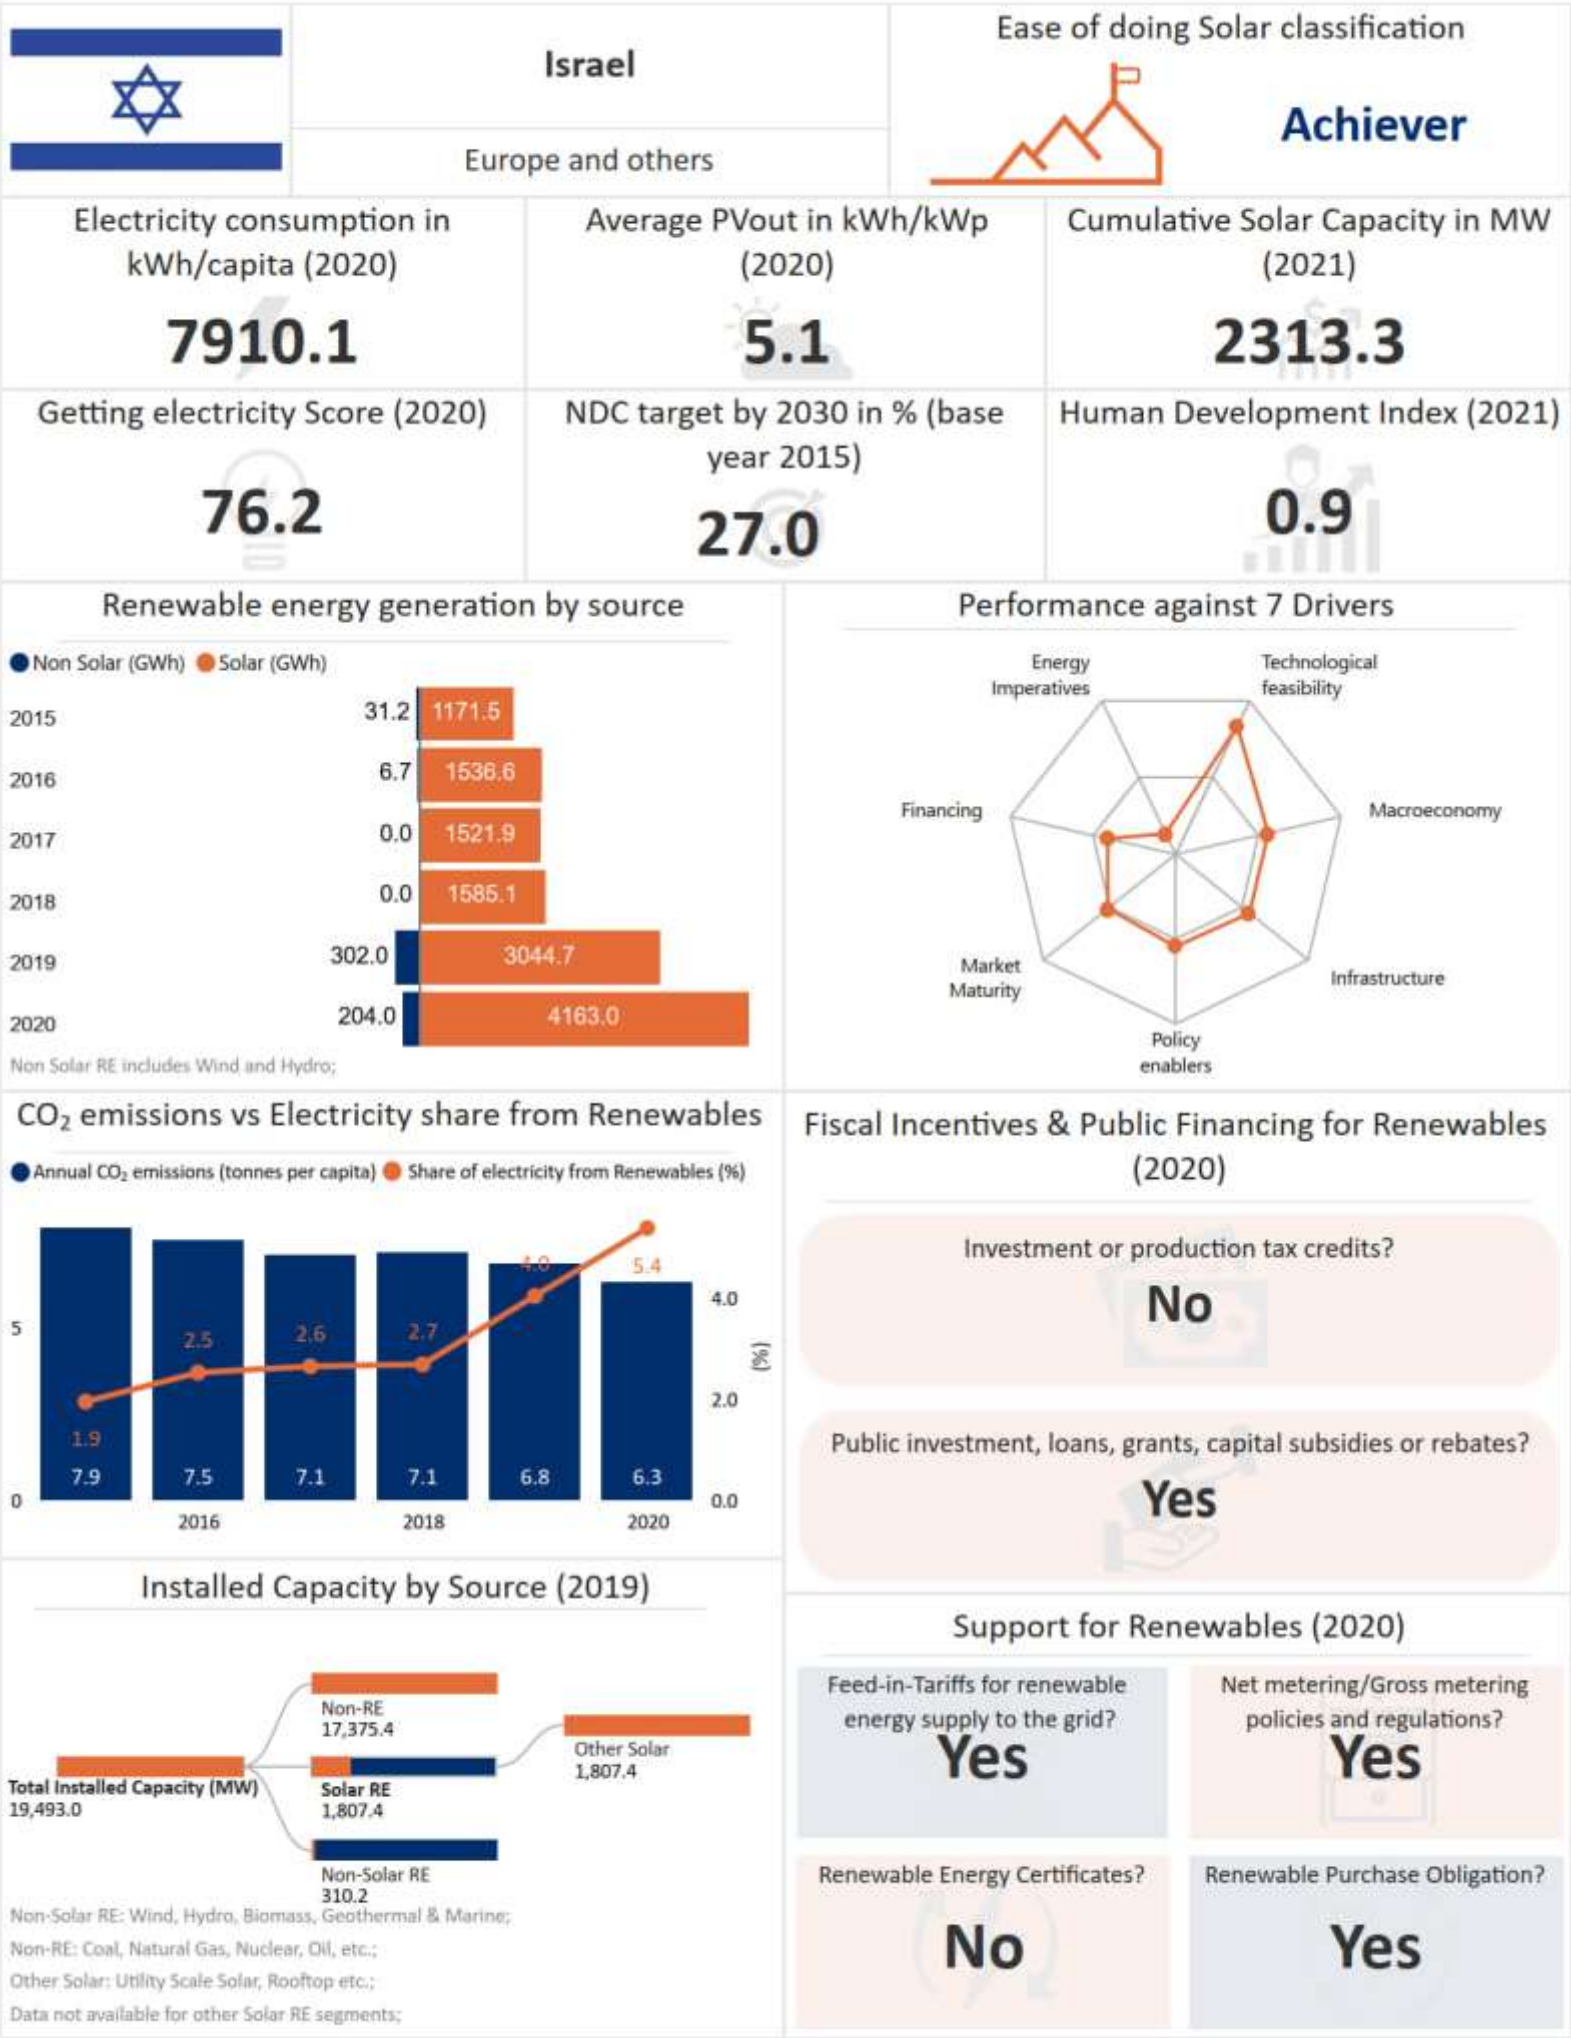 Israel
Europe and others
Ease of doing Solar classification
Achiever
Electricity consumption in
kWh/capita (2020)
7910.1
Average PVout in kWh/kWp
(2020)
5.1
Cumulative Solar Capacity in MW
(2021)
2313.3
Getting electricity Score (2020)
76.2
NDC target by 2030 in % (base
year 2015)
27.0
Human Development Index (2021)
0.9
Renewable energy generation by source
Non Solar (GWh) Solar (GWh)
2015 31.2 1171.5
2016 6.7 1536.6
2017 0.0 1521.9
2018 0.0 1585.1
2019 302.0 3044.7
2020 204.0 4163.0
Non Solar RE includes Wind and Hydro;
Performance against 7 Drivers
Energy
Imperatives
Technological
feasibility
Financing
Macroeconomy
Market
Maturity
Infrastructure
Policy
enablers
CO₂ emissions vs Electricity share from Renewables
Annual CO₂ emissions (tonnes per capita) Share of electricity from Renewables (%)
4.0 5.4
4.0
5
2.5 2.6 2.7
(%)
2.0
1.9
7.9 7.5 7.1 7.1 6.8 6.3
0 0.0
2016 2018 2020
Fiscal Incentives & Public Financing for Renewables
(2020)
Investment or production tax credits?
No
Public investment, loans, grants, capital subsidies or rebates?
Yes
Installed Capacity by Source (2019)
Non-RE
17,375.4
Other Solar
1,807.4
Total Installed Capacity (MW)
19,493.0
Solar RE
1,807.4
Non-Solar RE
310.2
Non-Solar RE: Wind, Hydro, Biomass, Geothermal & Marine;
Non-RE: Coal, Natural Gas, Nuclear, Oil, etc.;
Other Solar: Utility Scale Solar, Rooftop etc.;
Data not available for other Solar RE segments;
Support for Renewables (2020)
Feed-in-Tariffs for renewable
energy supply to the grid?
Yes
Net metering/Gross metering
policies and regulations?
Yes
Renewable Energy Certificates?
No
Renewable Purchase Obligation?
Yes